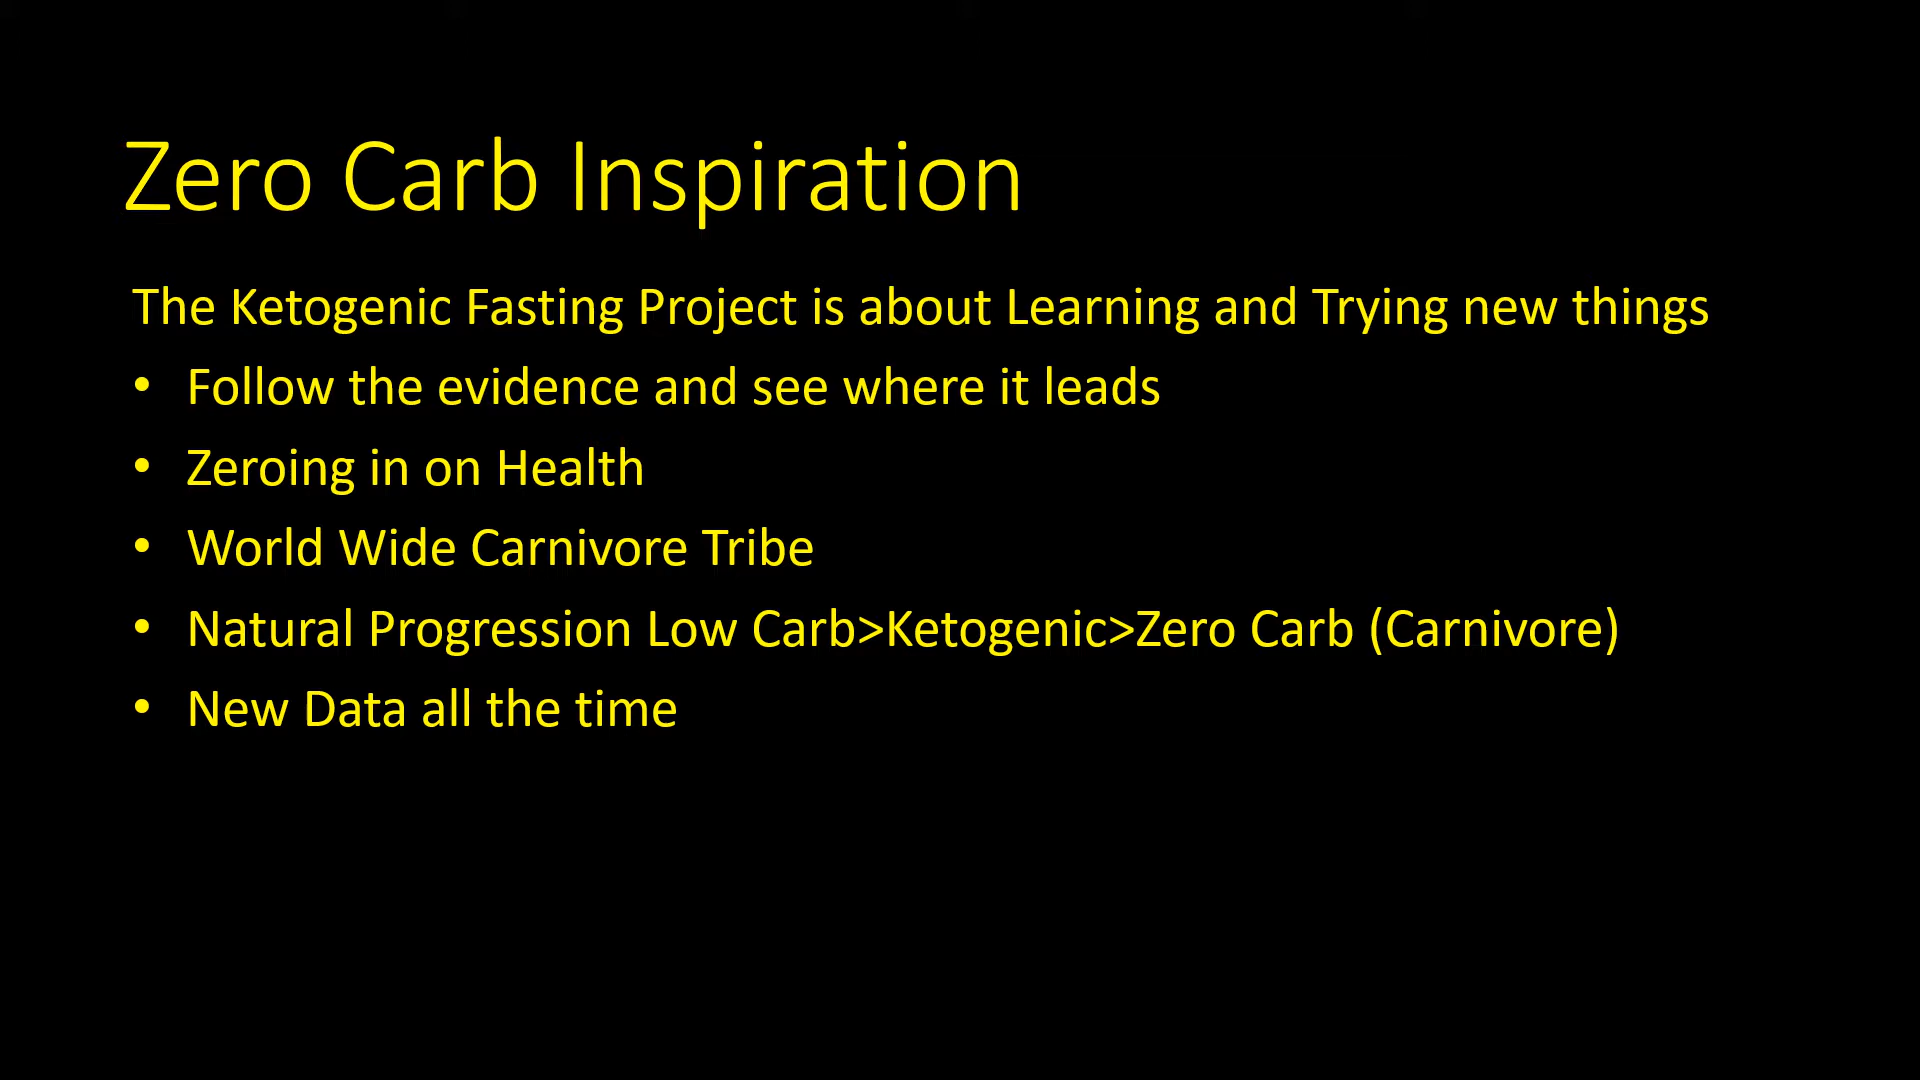 Zero Carb Inspiration
The Ketogenic Fasting Project is about Learning and Trying new things
• Follow the evidence and see where it leads
• Zeroing in on Health
• World Wide Carnivore Tribe
• Natural Progression Low Carb>Ketogenic>Zero Carb (Carnivore)
• New Data all the time